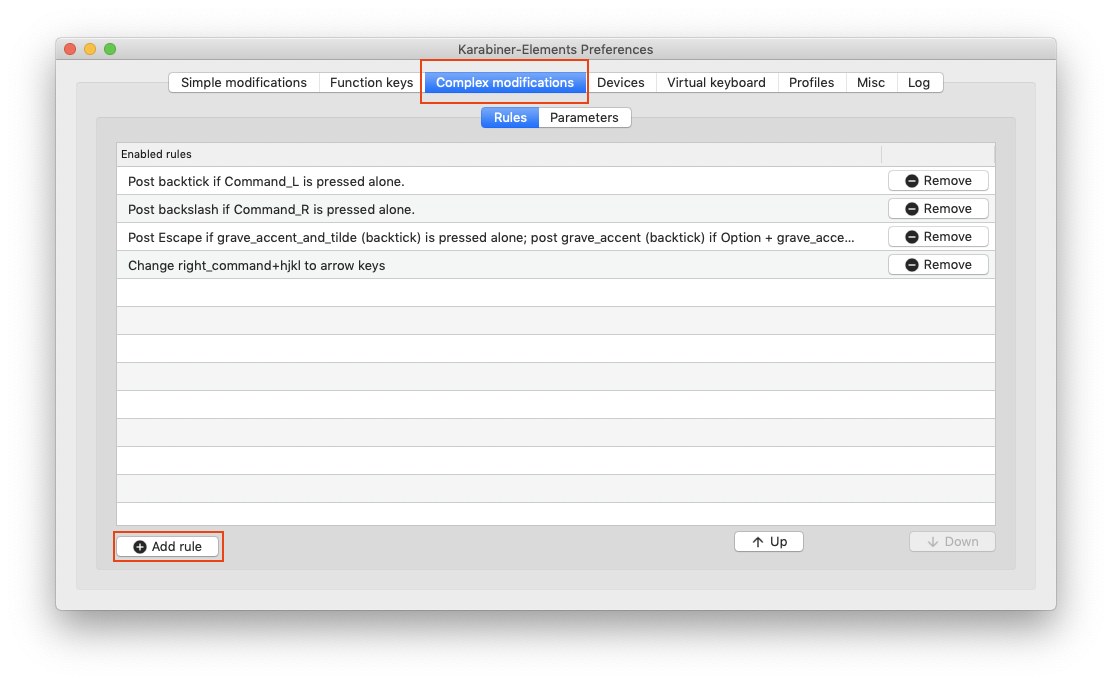 Karabiner-Elements Preferences
Simple modifications Function keys Complex modifications Devices Virtual keyboard Profiles Misc Log
Rules Parameters
Enabled rules
Post backtick if Command_L is pressed alone. Remove
Post backslash if Command_R is pressed alone. Remove
Post Escape if grave_accent_and_tilde (backtick) is pressed alone; post grave_accent (backtick) if Option + grave_acce... Remove
Change right_command+hjkl to arrow keys Remove
Add rule Up Down